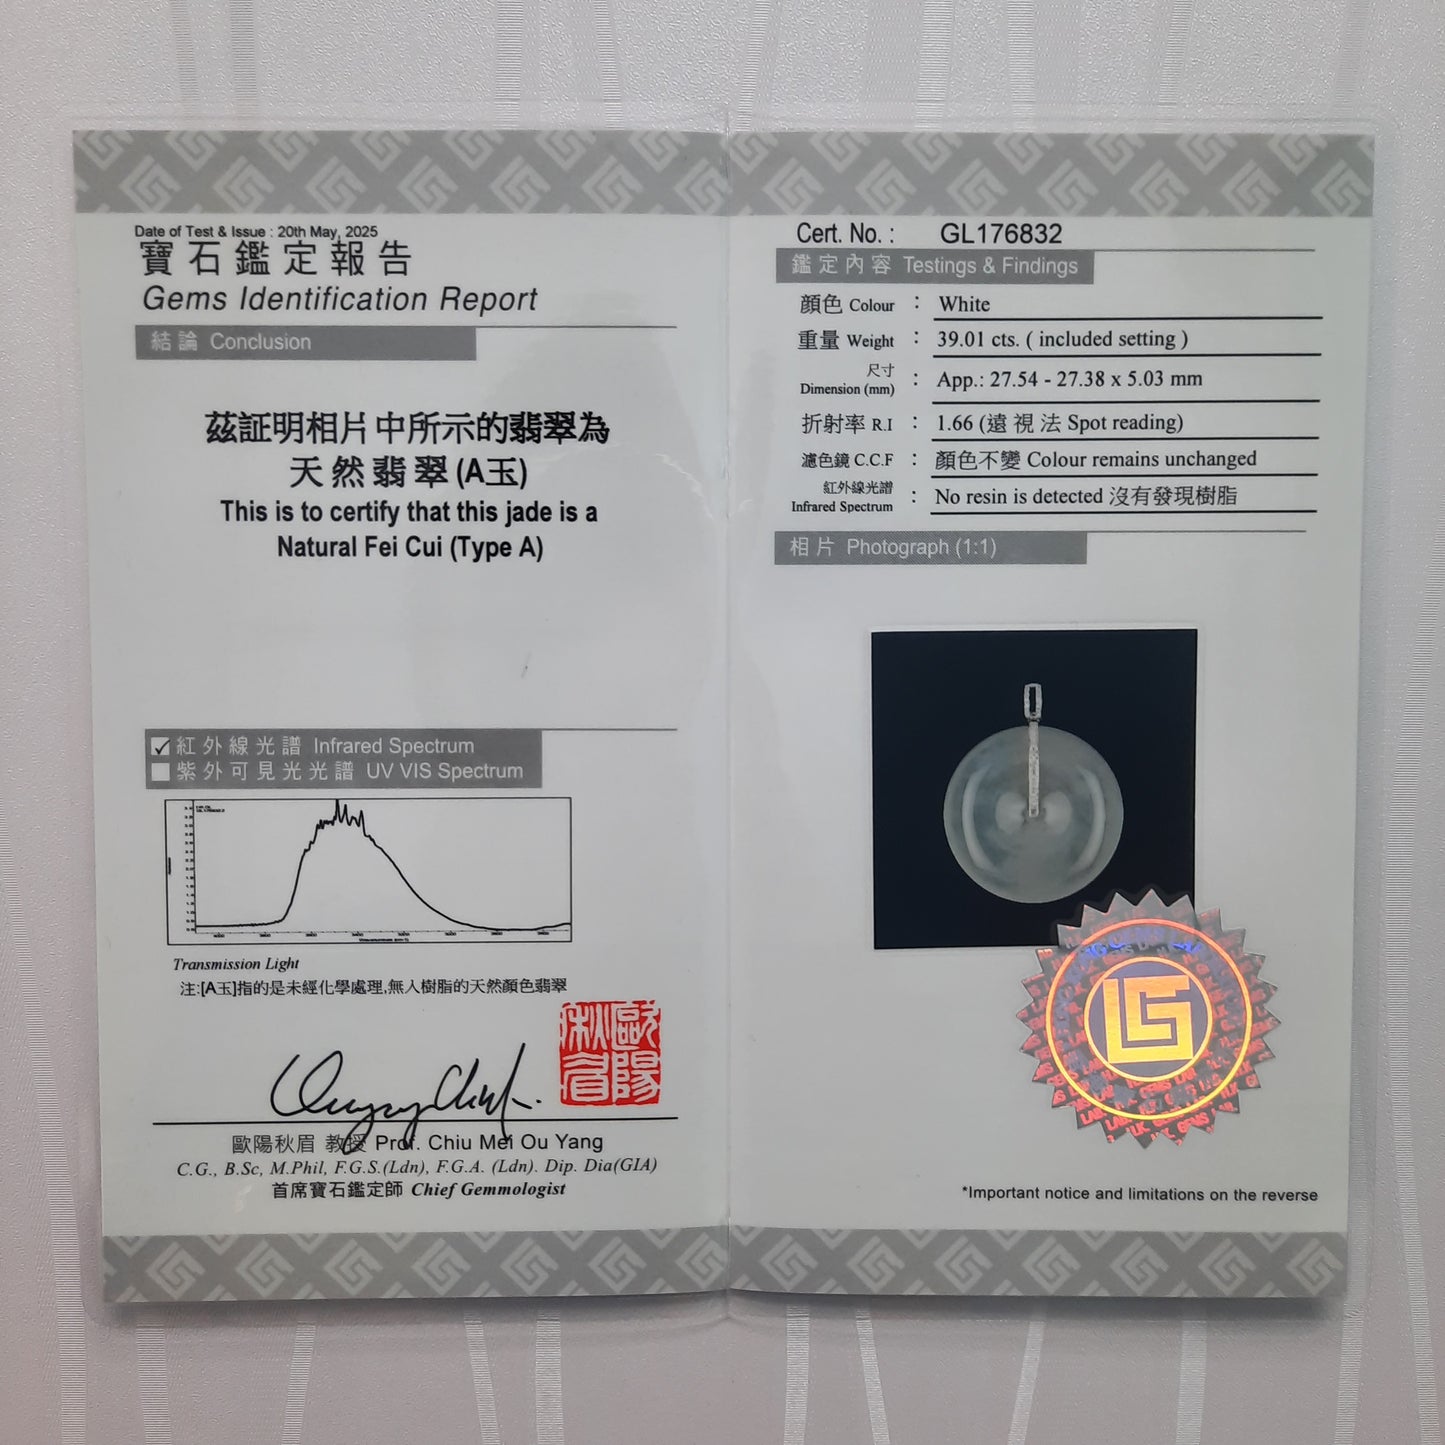 Date of Test & Issue : 20th May, 2025
寶石鑑定報告
Gems Identification Report
結論 Conclusion
茲証明相片中所示的翡翠為
天然翡翠(A玉)
This is to certify that this jade is a
Natural Fei Cui (Type A)
紅外線光譜 Infrared Spectrum
紫外可見光光譜 UV VIS Spectrum
Transmission Light
注:[A玉]指的是未經化學處理,無入樹脂的天然顏色翡翠
歐陽秋眉 教授 Prof. Chiu Mei Ou Yang
C.G., B.Sc, M.Phil, F.G.S.(Ldn), F.G.A. (Ldn). Dip. Dia(GIA)
首席寶石鑑定師 Chief Gemmologist
Cert. No. : GL176832
鑑定內容 Testings & Findings
顏色 Colour : White
重量 Weight : 39.01 cts. ( included setting )
尺寸
Dimension (mm) : App.: 27.54 - 27.38 x 5.03 mm
折射率 R.I : 1.66 (遠視法 Spot reading)
濾色鏡 C.C.F : 顏色不變 Colour remains unchanged
紅外線光譜
Infrared Spectrum : No resin is detected 沒有發現樹脂
相片 Photograph (1:1)
*Important notice and limitations on the reverse